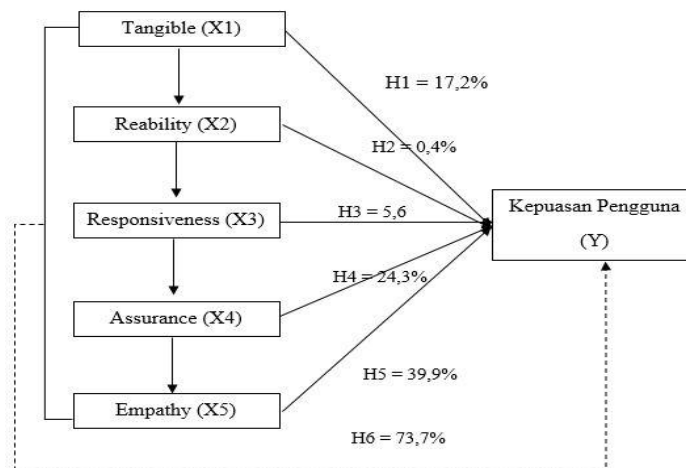 Tangible (X1)
H1 = 17,2%
Reability (X2)
H2 = 0,4%
Responsiveness (X3)
H3 = 5,6
Kepuasan Pengguna
(Y)
H4 = 24,3%
Assurance (X4)
H5 = 39,9%
Empathy (X5)
H6 = 73,7%